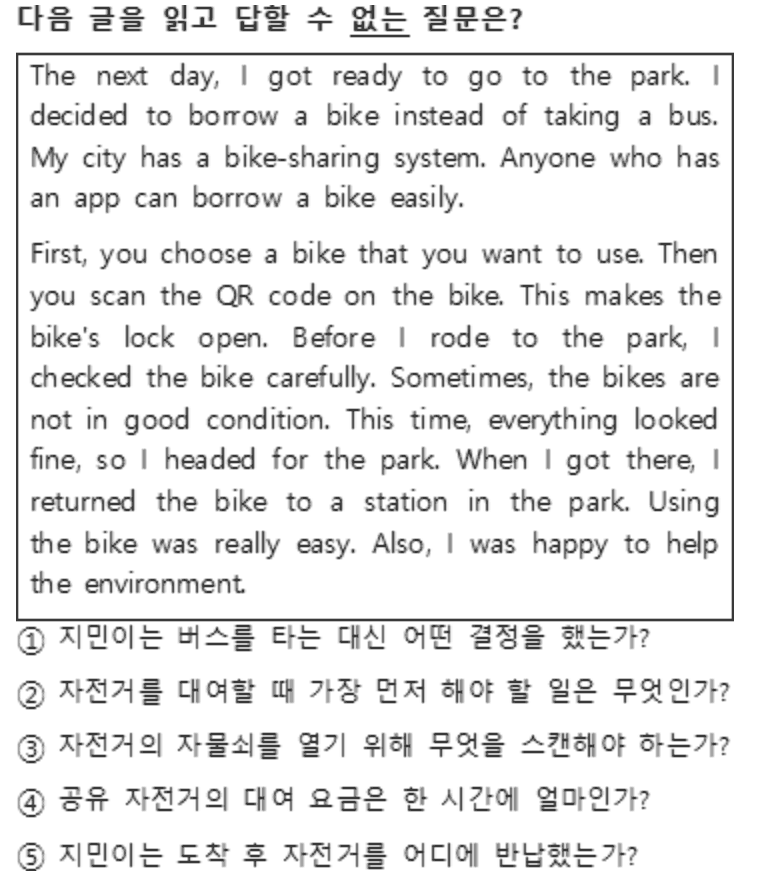 다음 글을 읽고 답할 수 없는 질문은?
The next day, I got ready to go to the park. I
decided to borrow a bike instead of taking a bus.
My city has a bike-sharing system. Anyone who has
an app can borrow a bike easily.
First, you choose a bike that you want to use. Then
you scan the QR code on the bike. This makes the
bike's lock open. Before I rode to the park, I
checked the bike carefully. Sometimes, the bikes are
not in good condition. This time, everything looked
fine, so I headed for the park. When I got there, I
returned the bike to a station in the park. Using
the bike was really easy. Also, I was happy to help
the environment.
① 지민이는 버스를 타는 대신 어떤 결정을 했는가?
② 자전거를 대여할 때 가장 먼저 해야 할 일은 무엇인가?
③ 자전거의 자물쇠를 열기 위해 무엇을 스캔해야 하는가?
④ 공유 자전거의 대여 요금은 한 시간에 얼마인가?
⑤ 지민이는 도착 후 자전거를 어디에 반납했는가?